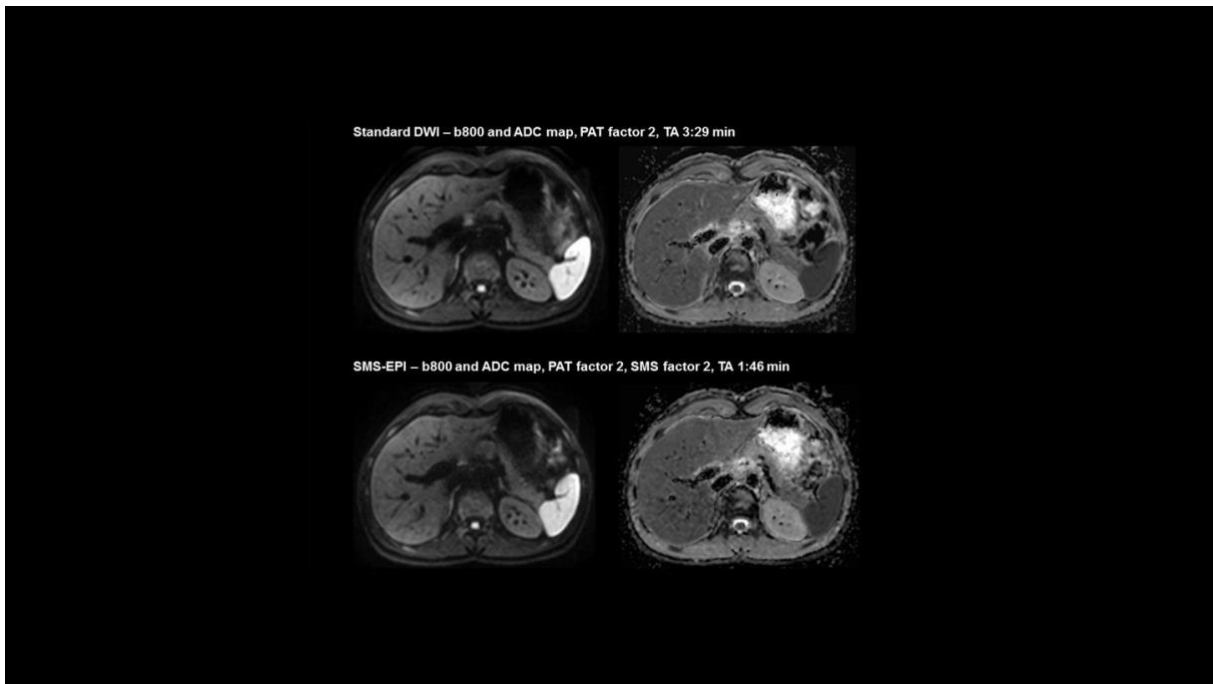 Standard DWI – b800 and ADC map, PAT factor 2, TA 3:29 min
SMS-EPI – b800 and ADC map, PAT factor 2, SMS factor 2, TA 1:46 min